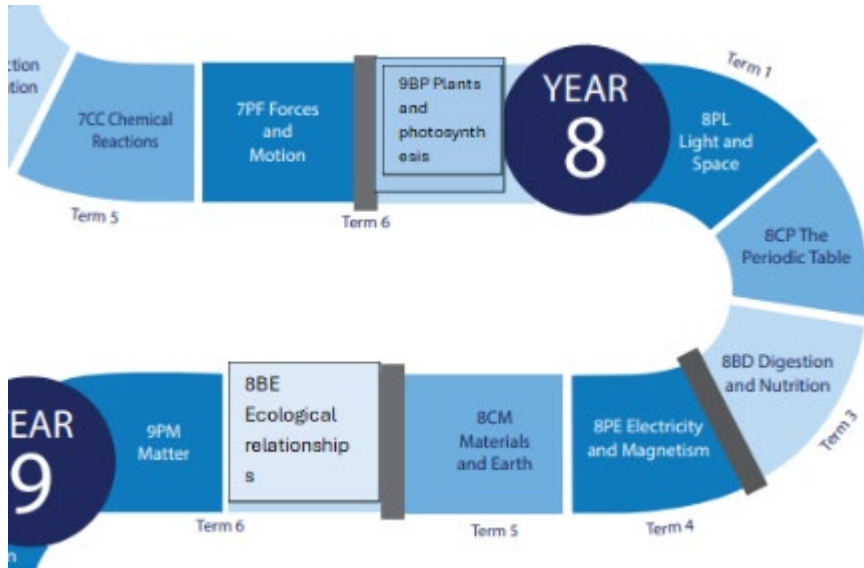 7CC Chemical
Reactions
Term 5
7PF Forces
and
Motion
9BP Plants
and
photosynth
esis
Term 6
YEAR
8
Term 1
8PL
Light and
Space
8CP The
Periodic Table
8BD Digestion
and Nutrition
Term 3
8PE Electricity
and Magnetism
Term 4
8CM
Materials
and Earth
Term 5
8BE
Ecological
relationship
s
Term 6
9PM
Matter
EAR
9